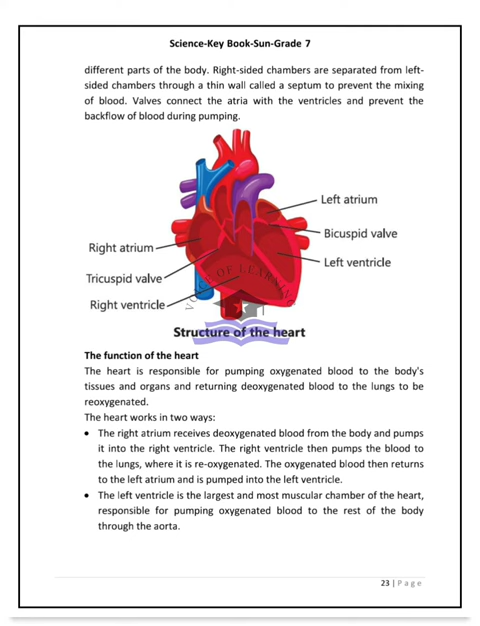 Science-Key Book-Sun-Grade 7
different parts of the body. Right-sided chambers are separated from left-
sided chambers through a thin wall called a septum to prevent the mixing
of blood. Valves connect the atria with the ventricles and prevent the
backflow of blood during pumping.
Left atrium
Bicuspid valve
Right atrium
Left ventricle
Tricuspid valve
Right ventricle
OF LEARNING
Structure of the heart
The function of the heart
The heart is responsible for pumping oxygenated blood to the body's
tissues and organs and returning deoxygenated blood to the lungs to be
reoxygenated.
The heart works in two ways:
• The right atrium receives deoxygenated blood from the body and pumps
it into the right ventricle. The right ventricle then pumps the blood to
the lungs, where it is re-oxygenated. The oxygenated blood then returns
to the left atrium and is pumped into the left ventricle.
• The left ventricle is the largest and most muscular chamber of the heart,
responsible for pumping oxygenated blood to the rest of the body
through the aorta.
23 | Page